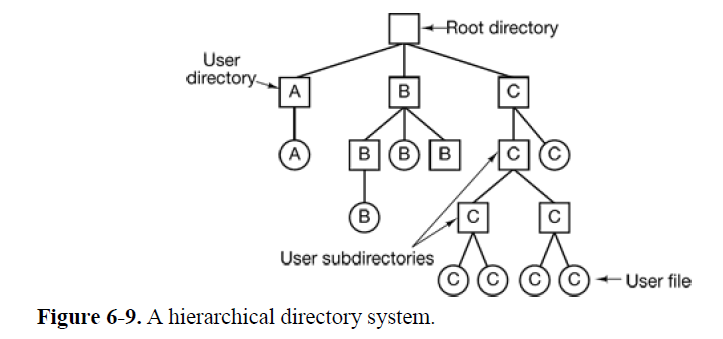 Root directory
User
directory
A B C
A B B B C C
B C C
User subdirectories
C C C C User file
Figure 6-9. A hierarchical directory system.